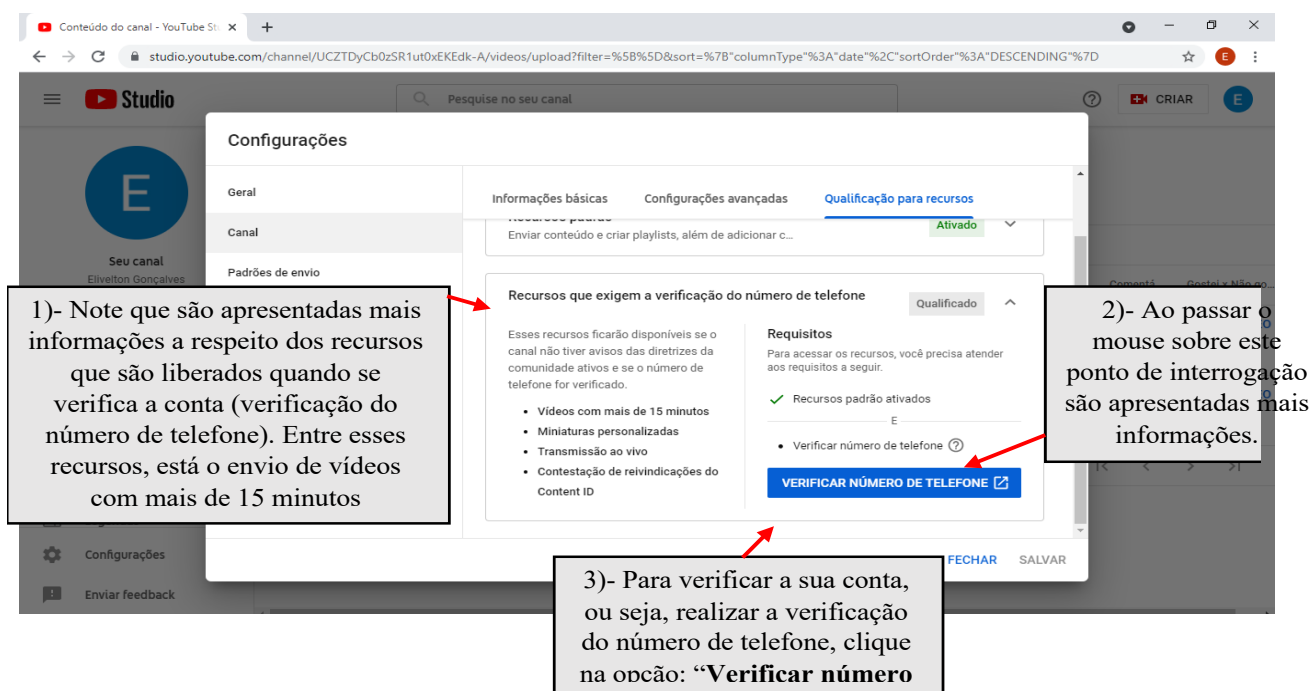 Conteúdo do canal - YouTube St
studio.youtube.com/channel/UCZTDyCb0zSR1ut0xEKEdk-A/videos/upload?filter=%5B%5D&sort=%7B"columnType"%3A"date"%2C"sortOrder"%3A"DESCENDING"%7D
E
Studio
Pesquise no seu canal
CRIAR
E
E
Seu canal
Elivelton Gonçalves
Configurações
Geral
Canal
Padrões de envio
Informações básicas Configurações avançadas Qualificação para recursos
Recursos padrão
Ativado
Enviar conteúdo e criar playlists, além de adicionar c...
Recursos que exigem a verificação do número de telefone
Qualificado
Esses recursos ficarão disponíveis se o
canal não tiver avisos das diretrizes da
comunidade ativos e se o número de
telefone for verificado.
• Vídeos com mais de 15 minutos
• Miniaturas personalizadas
• Transmissão ao vivo
• Contestação de reivindicações do
Content ID
Requisitos
Para acessar os recursos, você precisa atender
aos requisitos a seguir.
Recursos padrão ativados
E
• Verificar número de telefone
VERIFICAR NÚMERO DE TELEFONE
FECHAR SALVAR
Comentá Gostei x Não go...
Configurações
Enviar feedback
1)- Note que são apresentadas mais
informações a respeito dos recursos
que são liberados quando se
verifica a conta (verificação do
número de telefone). Entre esses
recursos, está o envio de vídeos
com mais de 15 minutos
2)- Ao passar o
mouse sobre este
ponto de interrogação
são apresentadas mais
informações.
3)- Para verificar a sua conta,
ou seja, realizar a verificação
do número de telefone, clique
na opção: “Verificar número